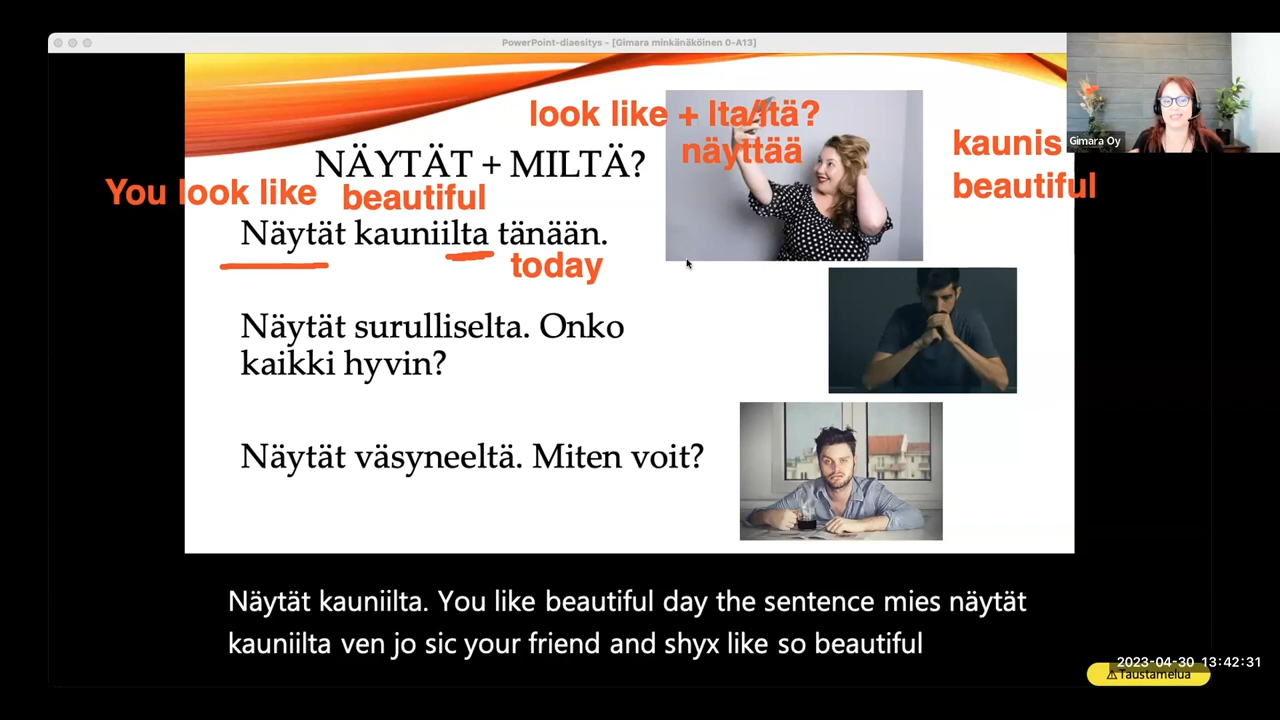 PowerPoint-diaesitys - [Gimara minkänäköinen 0-A13]
look like + lta/ltä?
näyttää
kaunis
beautiful
Gimara Oy
NÄYTÄT + MILTÄ?
You look like beautiful
Näytät kauniilta tänään.
today
Näytät surulliselta. Onko
kaikki hyvin?
Näytät väsyneeltä. Miten voit?
Näytät kauniilta. You like beautiful day the sentence mies näytät
kauniilta ven jo sic your friend and shyx like so beautiful
2023-04-30 13:42:31
⚠Taustamelua